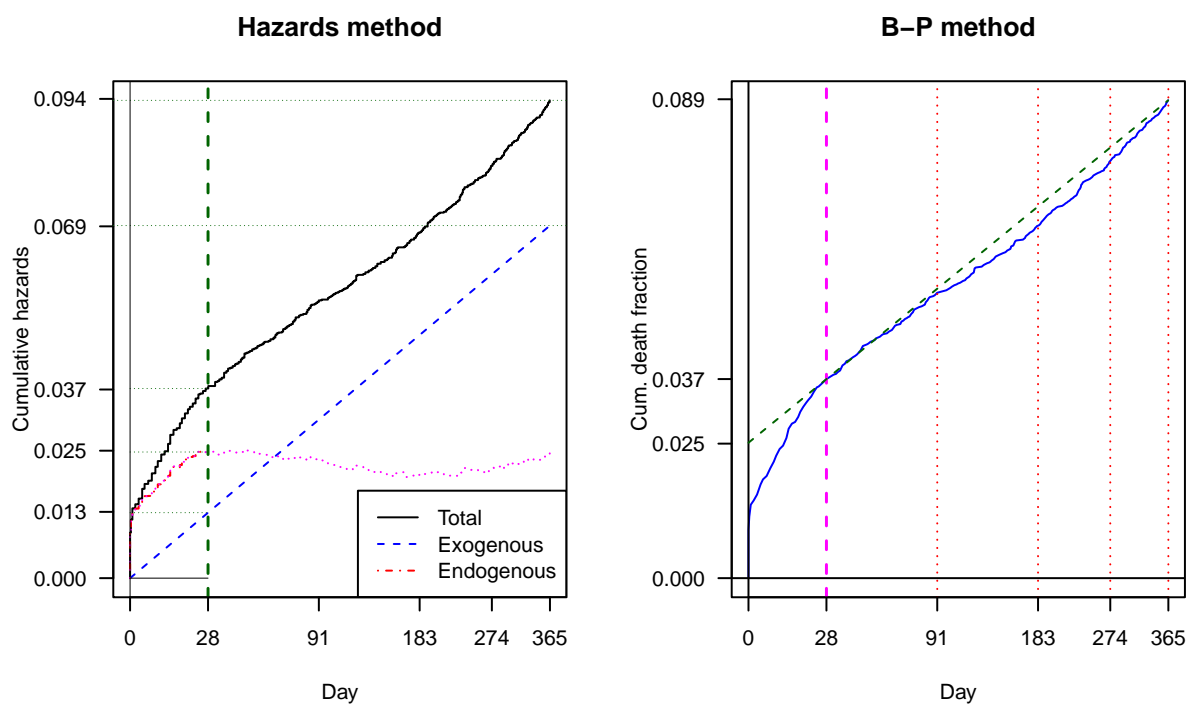 Hazards method
Cumulative hazards
0.094
0.069
0.037
0.025
0.013
0.000
Total
Exogenous
Endogenous
0 28 91 183 274 365
Day
B−P method
Cum. death fraction
0.089
0.037
0.025
0.000
0 28 91 183 274 365
Day